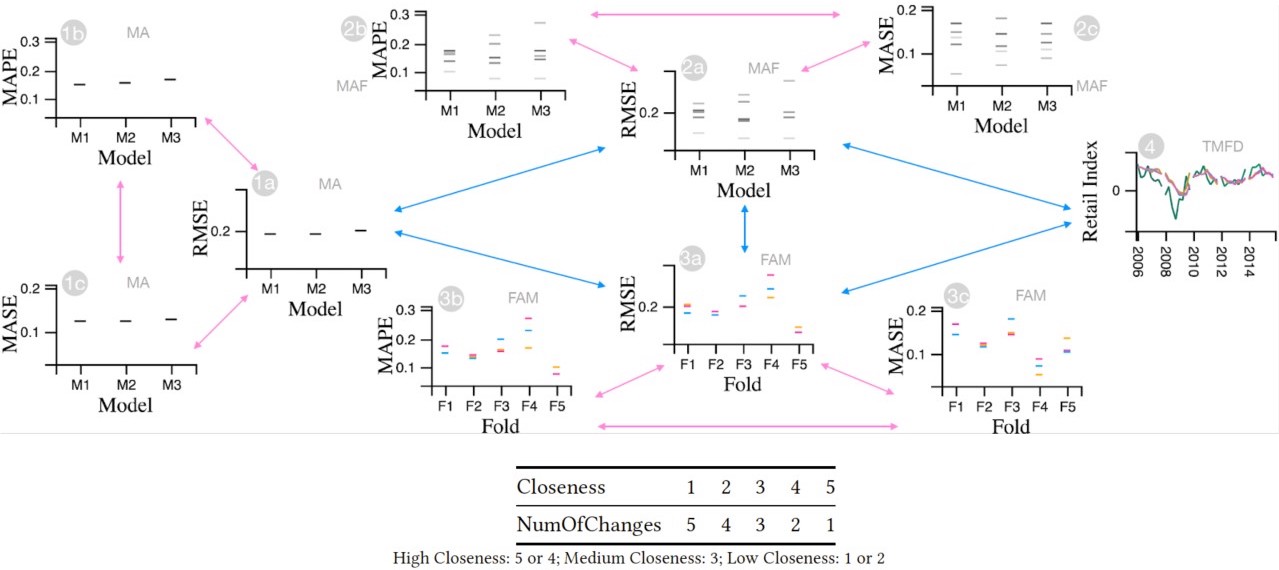 1b
MA
MAPE
0.3
0.2
0.1
M1 M2 M3
Model
2b
MAF
MAPE
0.3
0.2
0.1
M1 M2 M3
Model
2a
MAF
RMSE
0.2
M1 M2 M3
Model
2c
MAF
MASE
0.2
0.1
M1 M2 M3
Model
1a
MA
RMSE
0.2
M1 M2 M3
Model
4
TMFD
Retail Index
0
2006 2008 2010 2012 2014
1c
MA
MASE
0.2
0.1
M1 M2 M3
Model
3b
FAM
MAPE
0.3
0.2
0.1
F1 F2 F3 F4 F5
Fold
3a
FAM
RMSE
0.2
F1 F2 F3 F4 F5
Fold
3c
FAM
MASE
0.2
0.1
F1 F2 F3 F4 F5
Fold
Closeness 1 2 3 4 5
NumOfChanges 5 4 3 2 1
High Closeness: 5 or 4; Medium Closeness: 3; Low Closeness: 1 or 2